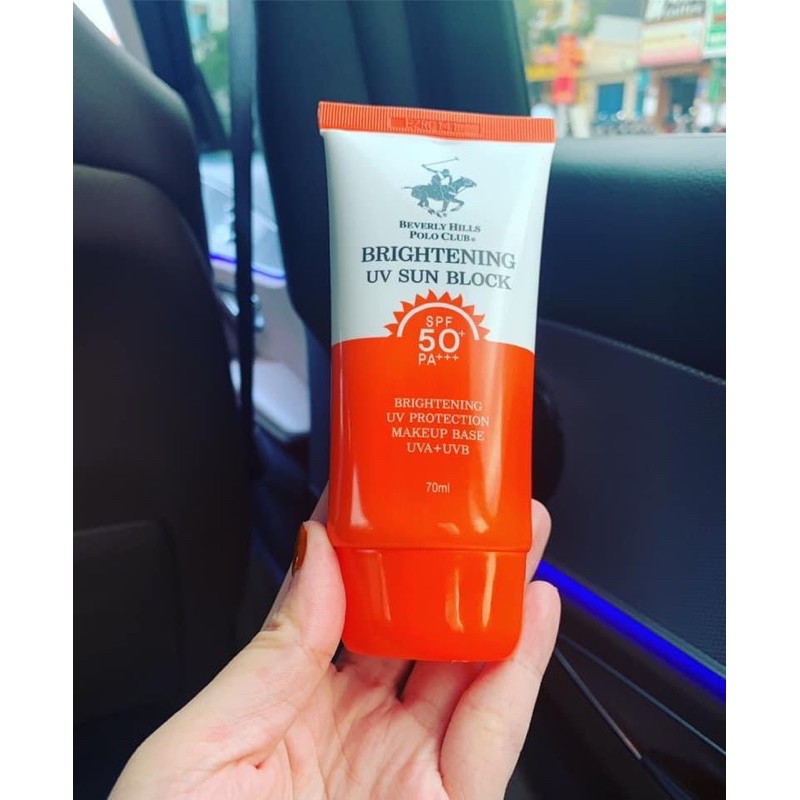 BEVERLY HILLS
POLO CLUB®
BRIGHTENING
UV SUN BLOCK
SPF
50+
PA+++
BRIGHTENING
UV PROTECTION
MAKEUP BASE
UVA+UVB
70ml